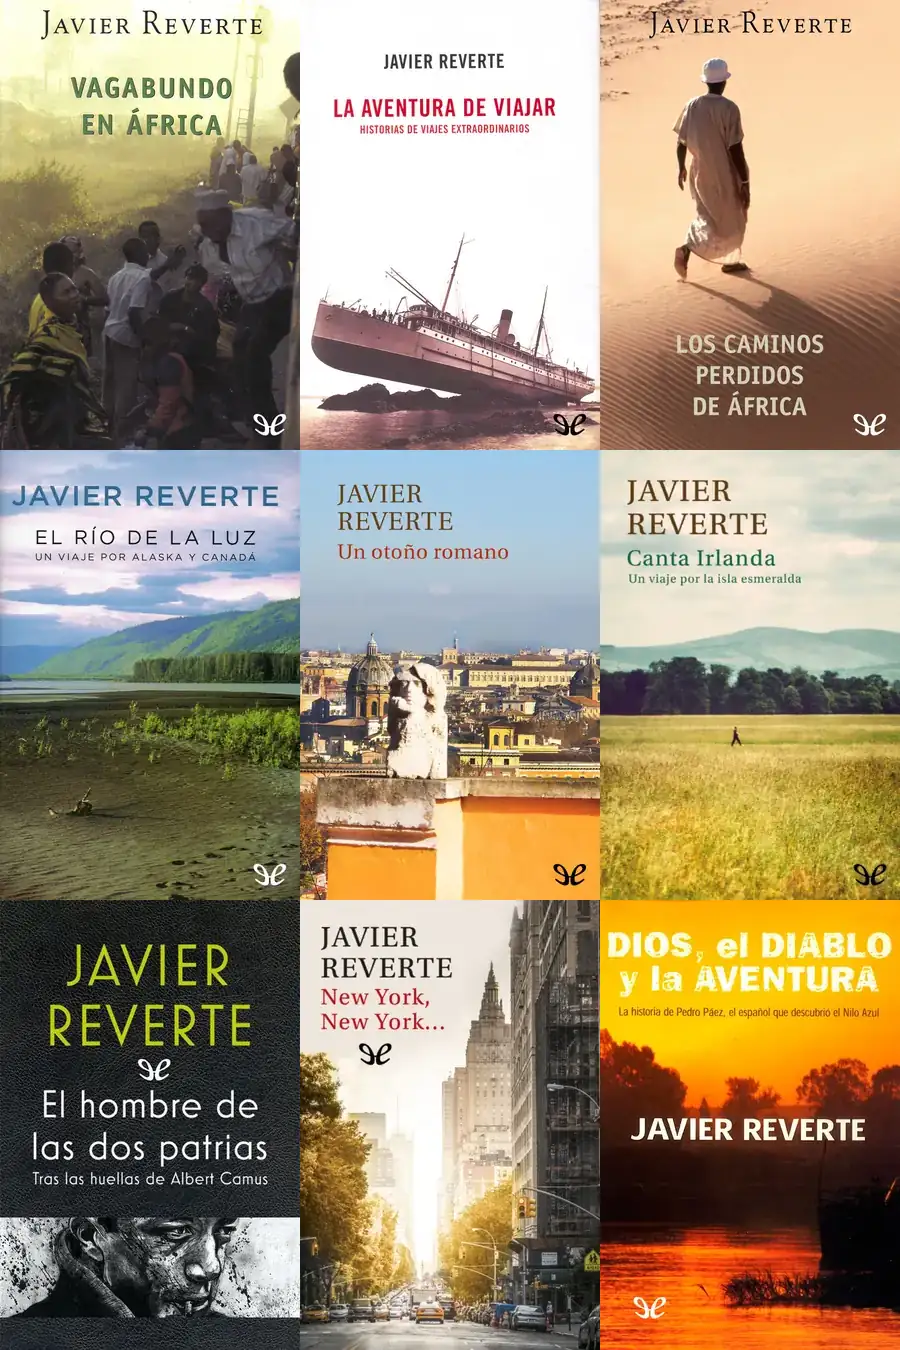 JAVIER REVERTE
VAGABUNDO
EN ÁFRICA
JAVIER REVERTE
LA AVENTURA DE VIAJAR
HISTORIAS DE VIAJES EXTRAORDINARIOS
JAVIER REVERTE
LOS CAMINOS
PERDIDOS
DE ÁFRICA
JAVIER REVERTE
EL RÍO DE LA LUZ
UN VIAJE POR ALASKA Y CANADÁ
JAVIER
REVERTE
Un otoño romano
JAVIER
REVERTE
Canta Irlanda
Un viaje por la isla esmeralda
JAVIER
REVERTE
El hombre de
las dos patrias
Tras las huellas de Albert Camus
JAVIER
REVERTE
New York,
New York...
DIOS, el DIABLO
y la AVENTURA
La historia de Pedro Páez, el español que descubrió el Nilo Azul
JAVIER REVERTE